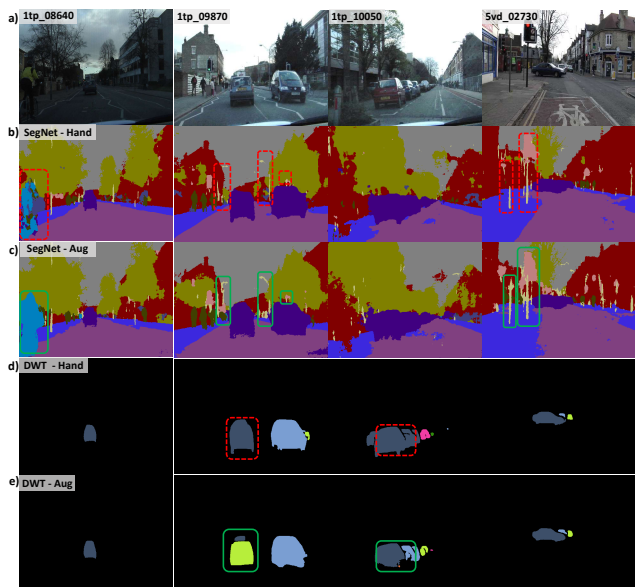 a) 1tp_08640 1tp_09870 1tp_10050 5vd_02730
b) SegNet - Hand
c) SegNet - Aug
d) DWT - Hand
e) DWT - Aug